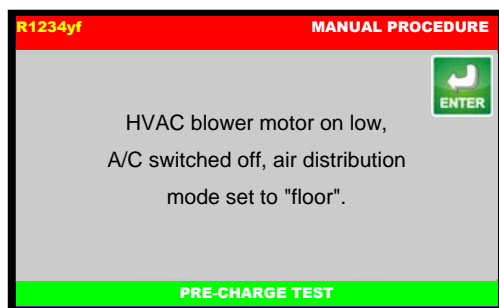 R1234yf MANUAL PROCEDURE
ENTER
HVAC blower motor on low,
A/C switched off, air distribution
mode set to "floor".
PRE-CHARGE TEST